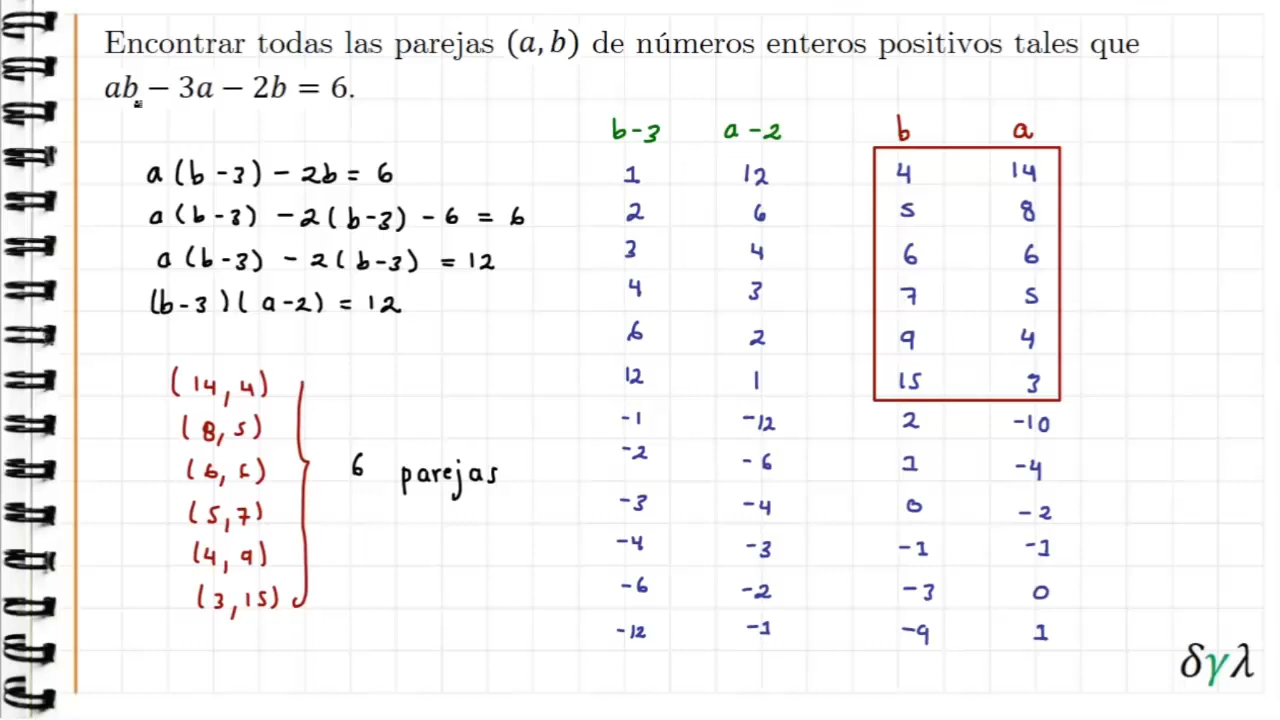 Encontrar todas las parejas (a, b) de números enteros positivos tales que
ab − 3a − 2b = 6.
a (b - 3) - 2b = 6
a (b - 3) - 2 (b - 3) - 6 = 6
a (b - 3) - 2 (b - 3) = 12
(b - 3) (a - 2) = 12
(14, 4)
(8, 5)
(6, 6)
(5, 7)
(4, 9)
(3, 15)
6 parejas
b - 3 a - 2 b a
1 12 4 14
2 6 5 8
3 4 6 6
4 3 7 5
6 2 9 4
12 1 15 3
-1 -12 2 -10
-2 -6 1 -4
-3 -4 0 -2
-4 -3 -1 -1
-6 -2 -3 0
-12 -1 -9 1
δγλ